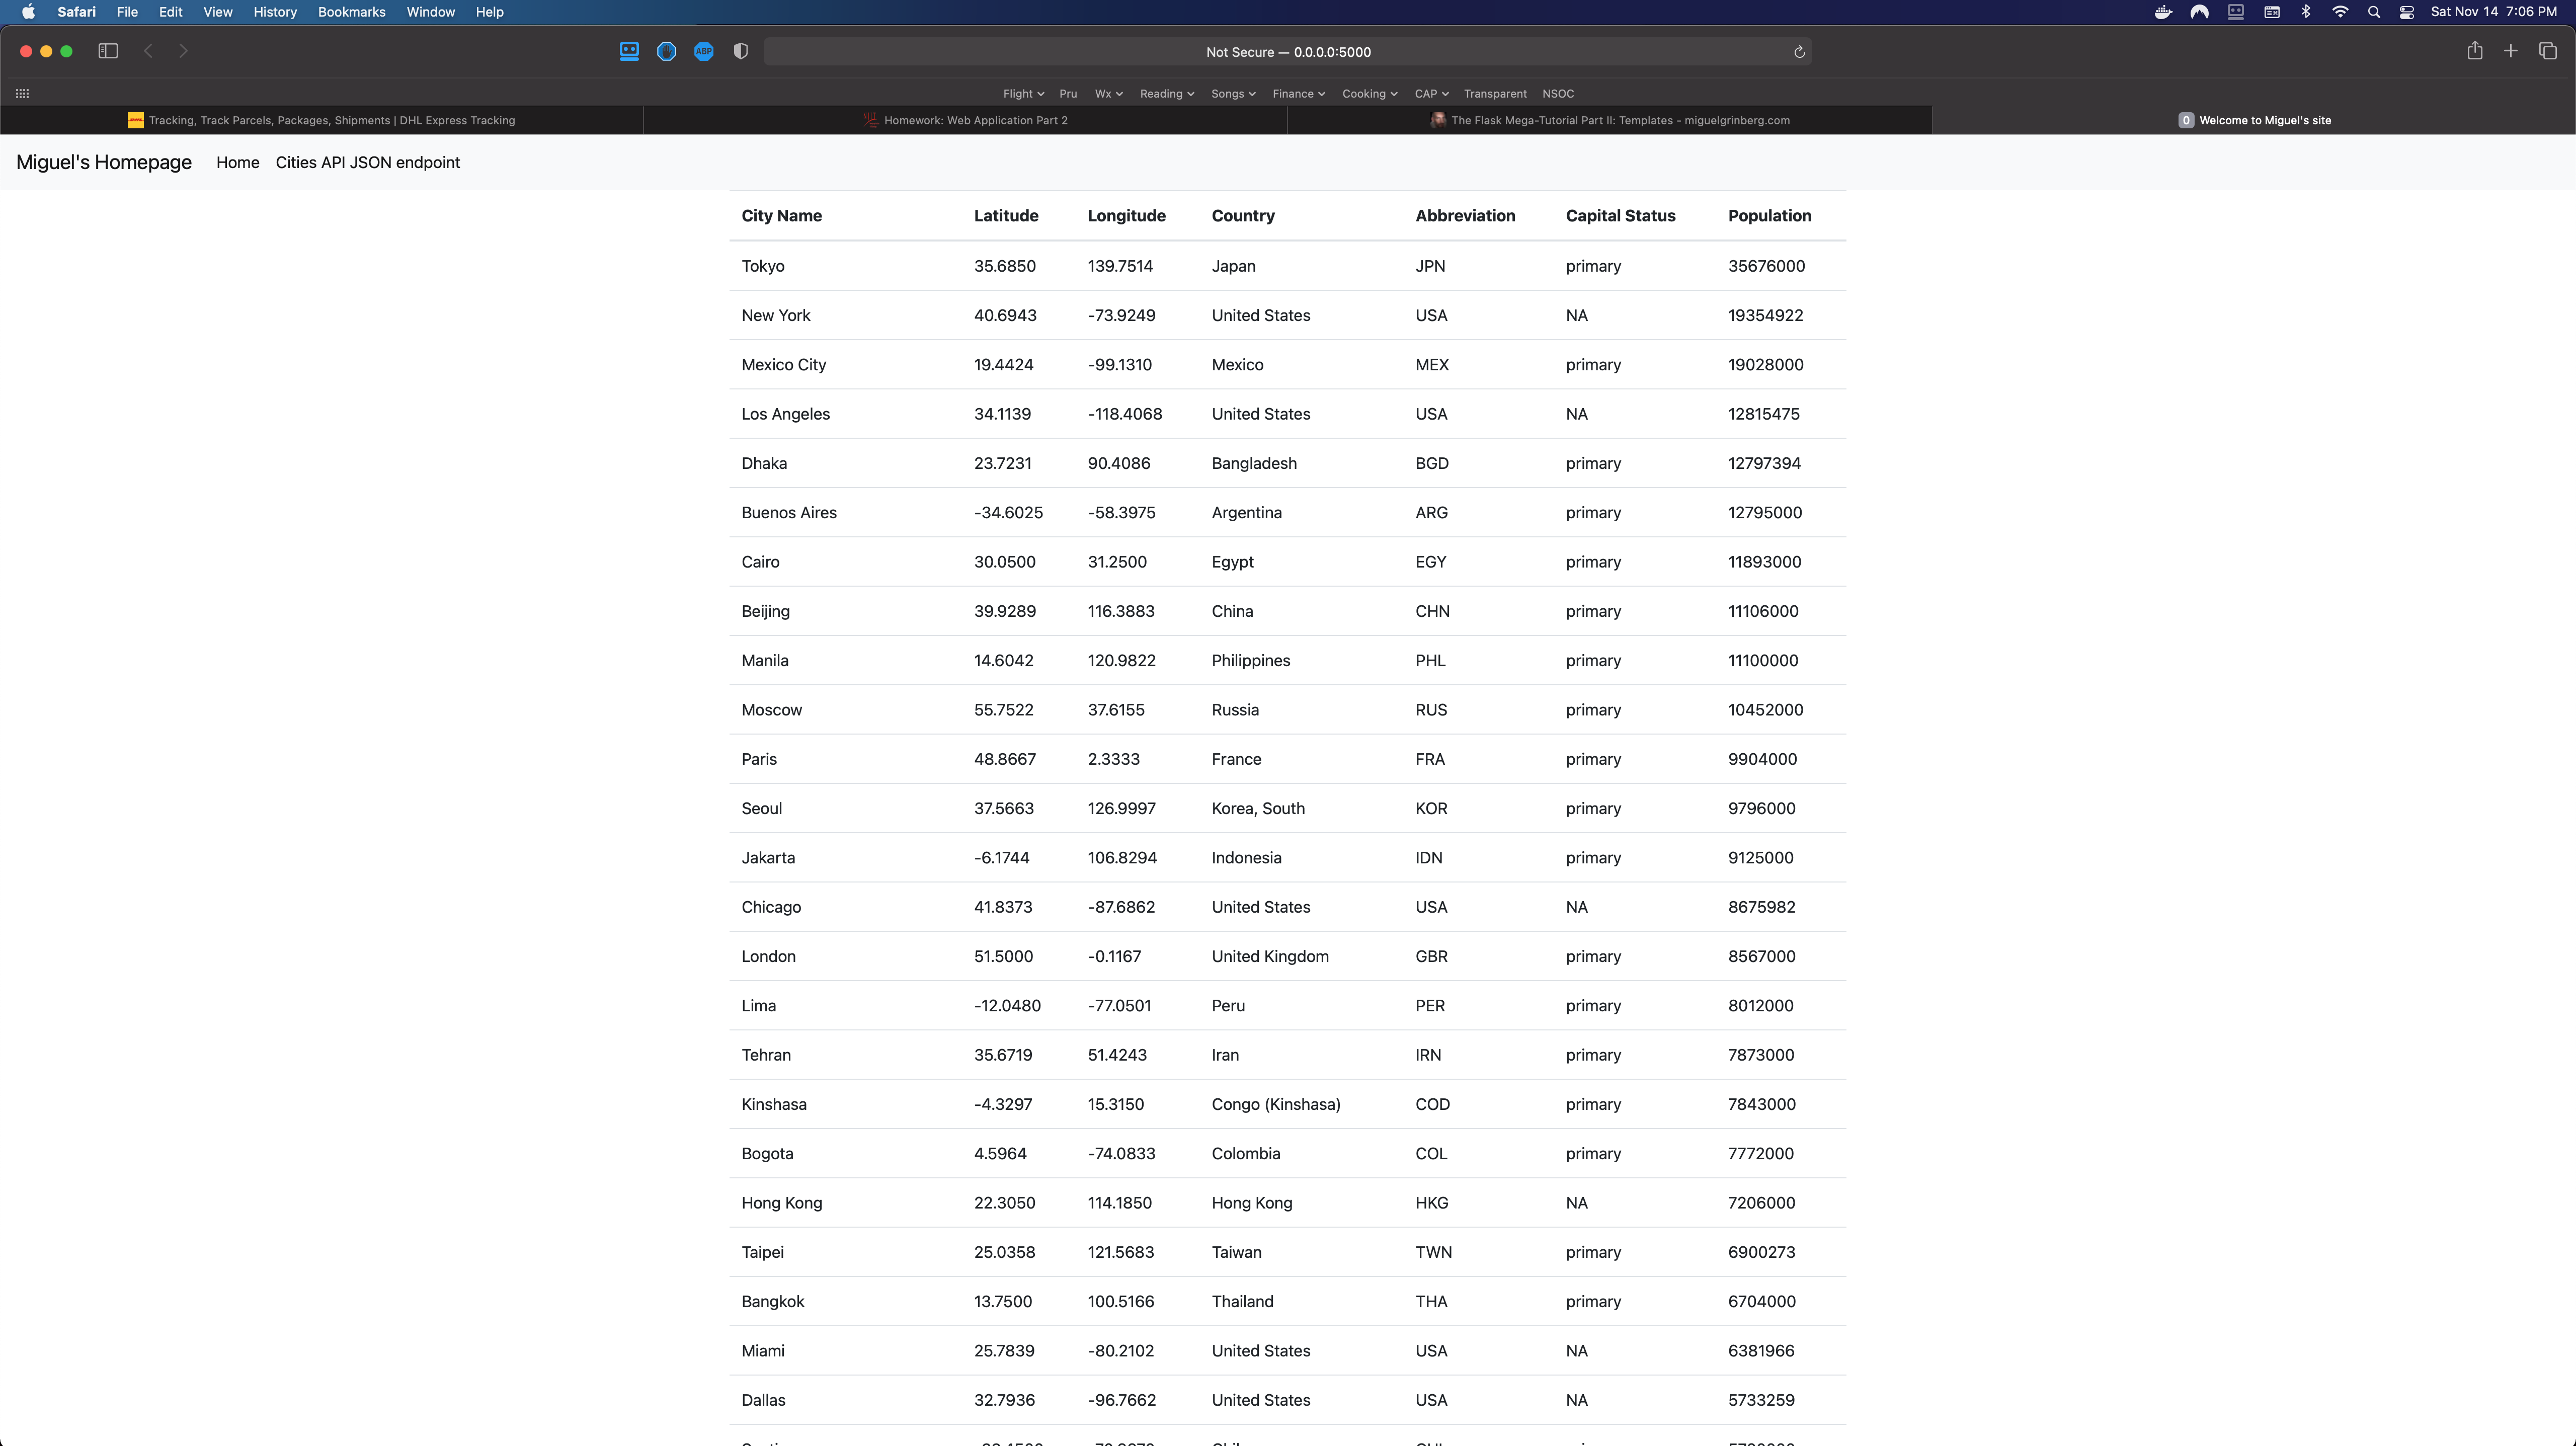 Safari File Edit View History Bookmarks Window Help Sat Nov 14 7:06 PM
ABP Not Secure — 0.0.0.0:5000
Flight Pru Wx Reading Songs Finance Cooking CAP Transparent NSOC
Tracking, Track Parcels, Packages, Shipments | DHL Express Tracking Homework: Web Application Part 2 The Flask Mega-Tutorial Part II: Templates - miguelgrinberg.com 0 Welcome to Miguel's site
Miguel's Homepage Home Cities API JSON endpoint
City Name Latitude Longitude Country Abbreviation Capital Status Population
Tokyo 35.6850 139.7514 Japan JPN primary 35676000
New York 40.6943 -73.9249 United States USA NA 19354922
Mexico City 19.4424 -99.1310 Mexico MEX primary 19028000
Los Angeles 34.1139 -118.4068 United States USA NA 12815475
Dhaka 23.7231 90.4086 Bangladesh BGD primary 12797394
Buenos Aires -34.6025 -58.3975 Argentina ARG primary 12795000
Cairo 30.0500 31.2500 Egypt EGY primary 11893000
Beijing 39.9289 116.3883 China CHN primary 11106000
Manila 14.6042 120.9822 Philippines PHL primary 11100000
Moscow 55.7522 37.6155 Russia RUS primary 10452000
Paris 48.8667 2.3333 France FRA primary 9904000
Seoul 37.5663 126.9997 Korea, South KOR primary 9796000
Jakarta -6.1744 106.8294 Indonesia IDN primary 9125000
Chicago 41.8373 -87.6862 United States USA NA 8675982
London 51.5000 -0.1167 United Kingdom GBR primary 8567000
Lima -12.0480 -77.0501 Peru PER primary 8012000
Tehran 35.6719 51.4243 Iran IRN primary 7873000
Kinshasa -4.3297 15.3150 Congo (Kinshasa) COD primary 7843000
Bogota 4.5964 -74.0833 Colombia COL primary 7772000
Hong Kong 22.3050 114.1850 Hong Kong HKG NA 7206000
Taipei 25.0358 121.5683 Taiwan TWN primary 6900273
Bangkok 13.7500 100.5166 Thailand THA primary 6704000
Miami 25.7839 -80.2102 United States USA NA 6381966
Dallas 32.7936 -96.7662 United States USA NA 5733259